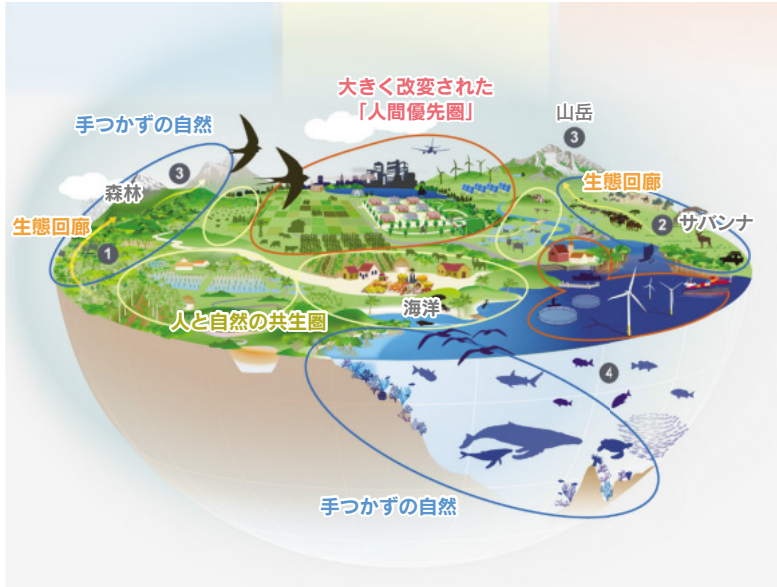 大きく改変された
「人間優先圏」
手つかずの自然
山岳
3
3
森林
生態回廊
生態回廊
サバンナ
2
1
海洋
人と自然の共生圏
4
手つかずの自然